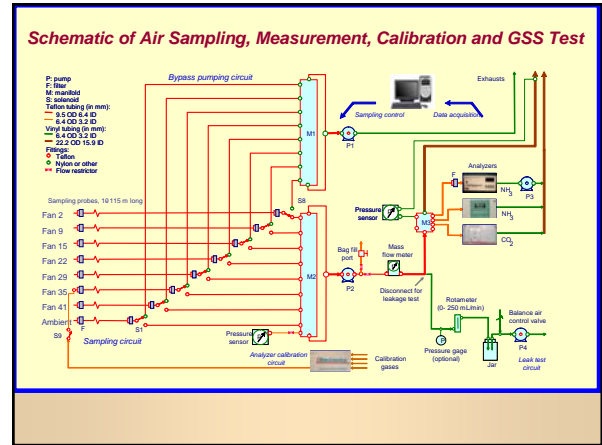 Schematic of Air Sampling, Measurement, Calibration and GSS Test
P: pump
F: filter
M: manifold
S: solenoid
Teflon tubing (in mm):
9.5 OD 6.4 ID
6.4 OD 3.2 ID
Vinyl tubing (in mm):
6.4 OD 3.2 ID
22.2 OD 15.9 ID
Fittings:
Teflon
Nylon or other
Flow restrictor
Bypass pumping circuit
Sampling control
Data acquisition
Exhausts
M1
P1
Analyzers
F
NH3
P3
NH3
CO2
M3
Pressure
sensor
Sampling probes, 10 115 m long
S8
Fan 2
Fan 9
Fan 15
Fan 22
Fan 29
Fan 35
Fan 41
Ambient
F
S1
S9
Sampling circuit
M2
Bag fill
port
P2
Mass
flow meter
Disconnect for
leakage test
Pressure
sensor
Analyzer calibration
circuit
Calibration
gases
Rotameter
(0- 250 mL/min)
Balance air
control valve
P
Pressure gage
(optional)
Jar
P4
Leak test
circuit